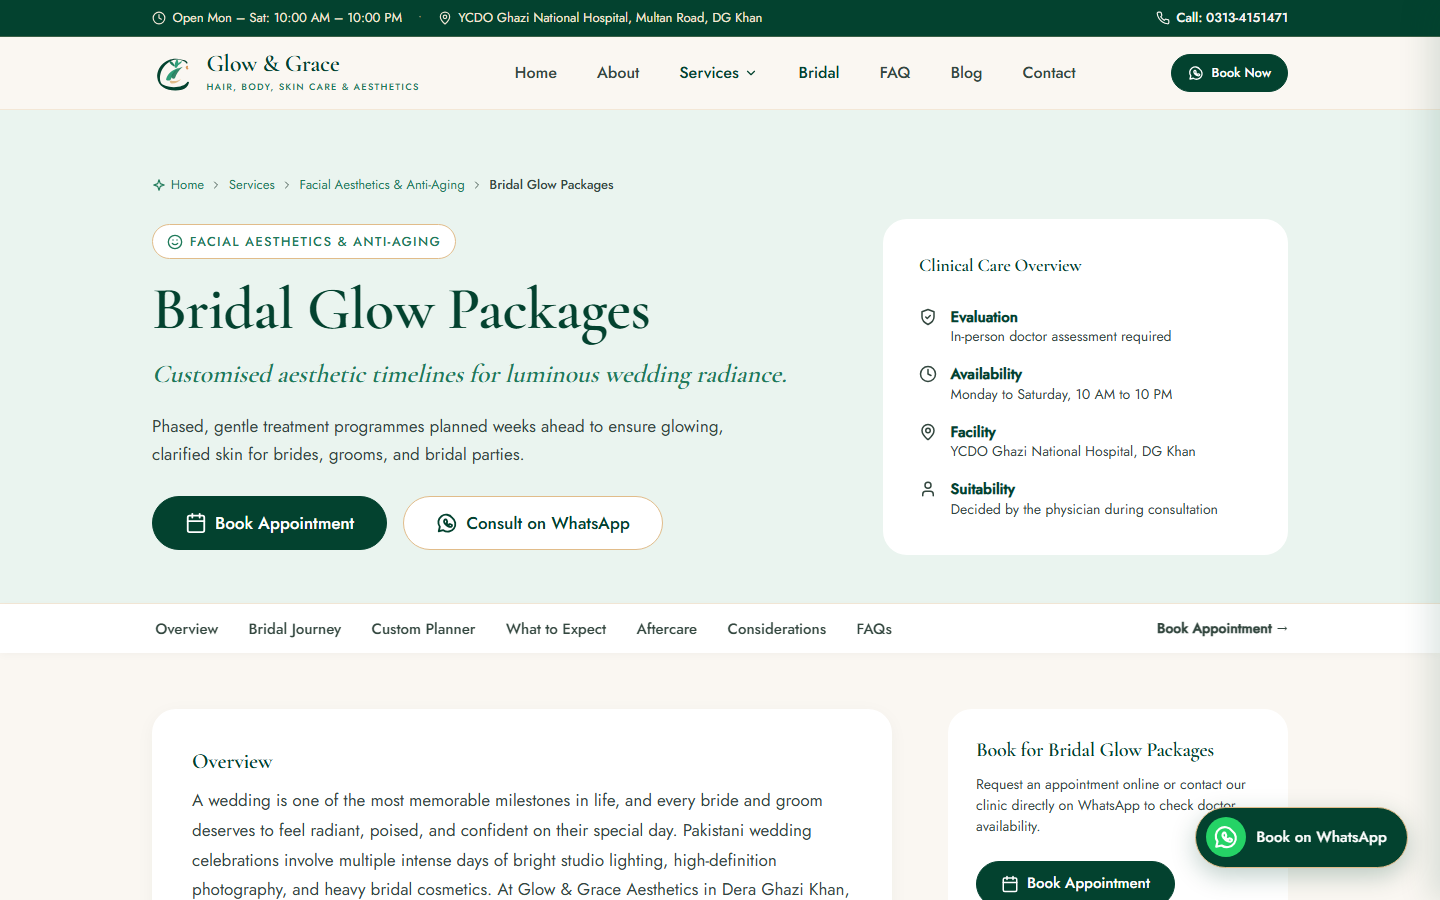 Open Mon – Sat: 10:00 AM – 10:00 PM · YCDO Ghazi National Hospital, Multan Road, DG Khan
Call: 0313-4151471
Glow & Grace
HAIR, BODY, SKIN CARE & AESTHETICS
Home About Services Bridal FAQ Blog Contact
Book Now
Home > Services > Facial Aesthetics & Anti-Aging > Bridal Glow Packages
FACIAL AESTHETICS & ANTI-AGING
Bridal Glow Packages
Customised aesthetic timelines for luminous wedding radiance.
Phased, gentle treatment programmes planned weeks ahead to ensure glowing,
clarified skin for brides, grooms, and bridal parties.
Book Appointment
Consult on WhatsApp
Clinical Care Overview
Evaluation
In-person doctor assessment required
Availability
Monday to Saturday, 10 AM to 10 PM
Facility
YCDO Ghazi National Hospital, DG Khan
Suitability
Decided by the physician during consultation
Overview Bridal Journey Custom Planner What to Expect Aftercare Considerations FAQs
Book Appointment →
Overview
A wedding is one of the most memorable milestones in life, and every bride and groom
deserves to feel radiant, poised, and confident on their special day. Pakistani wedding
celebrations involve multiple intense days of bright studio lighting, high-definition
photography, and heavy bridal cosmetics. At Glow & Grace Aesthetics in Dera Ghazi Khan,
Book for Bridal Glow Packages
Request an appointment online or contact our
clinic directly on WhatsApp to check doctor
availability.
Book Appointment
Book on WhatsApp